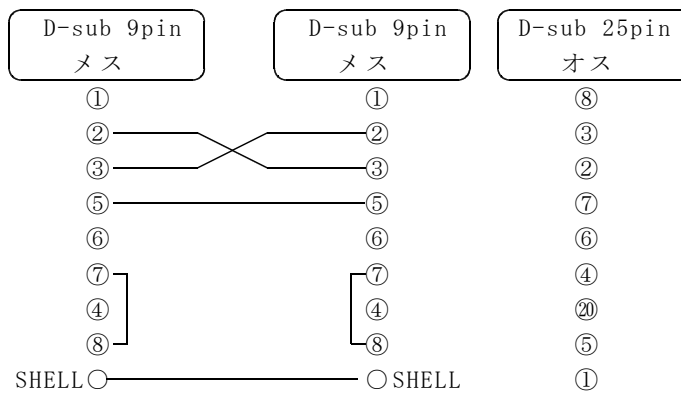 D-sub 9pin D-sub 9pin D-sub 25pin
メス メス オス
① ① ⑧
② ② ③
③ ③ ②
⑤ ⑤ ⑦
⑥ ⑥ ⑥
⑦ ⑦ ④
④ ④ ⑳
⑧ ⑧ ⑤
SHELL SHELL ①